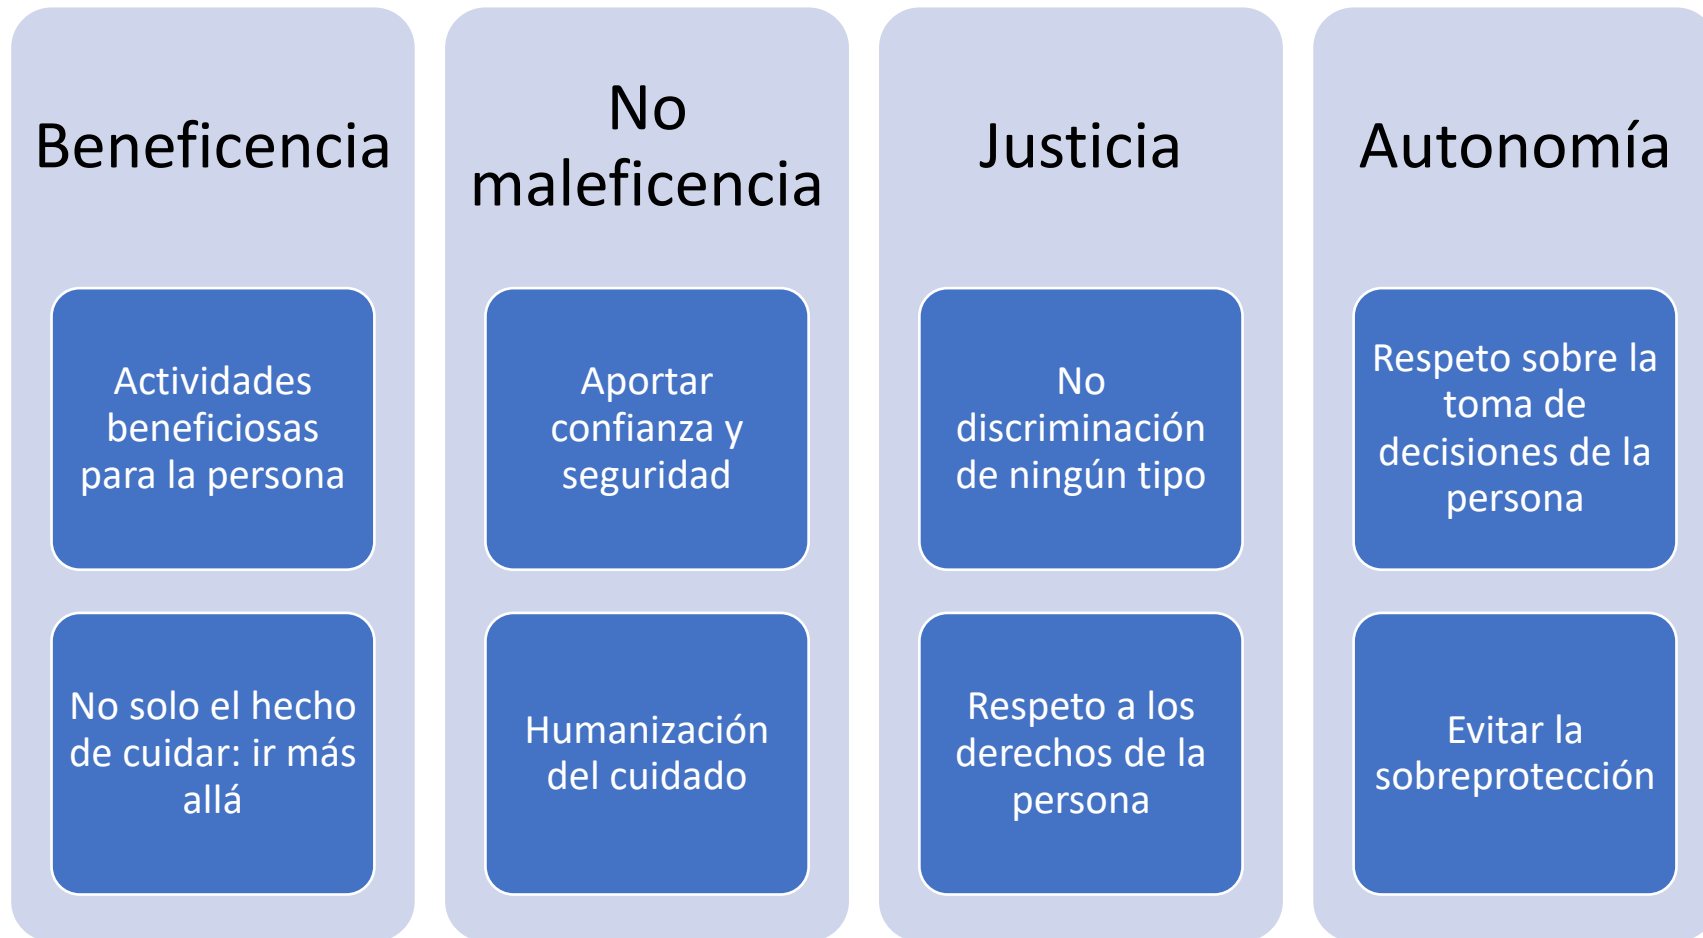 Beneficencia
Actividades
beneficiosas
para la persona
No solo el hecho
de cuidar: ir más
allá
No
maleficencia
Aportar
confianza y
seguridad
Humanización
del cuidado
Justicia
No
discriminación
de ningún tipo
Respeto a los
derechos de la
persona
Autonomía
Respeto sobre la
toma de
decisiones de la
persona
Evitar la
sobreprotección